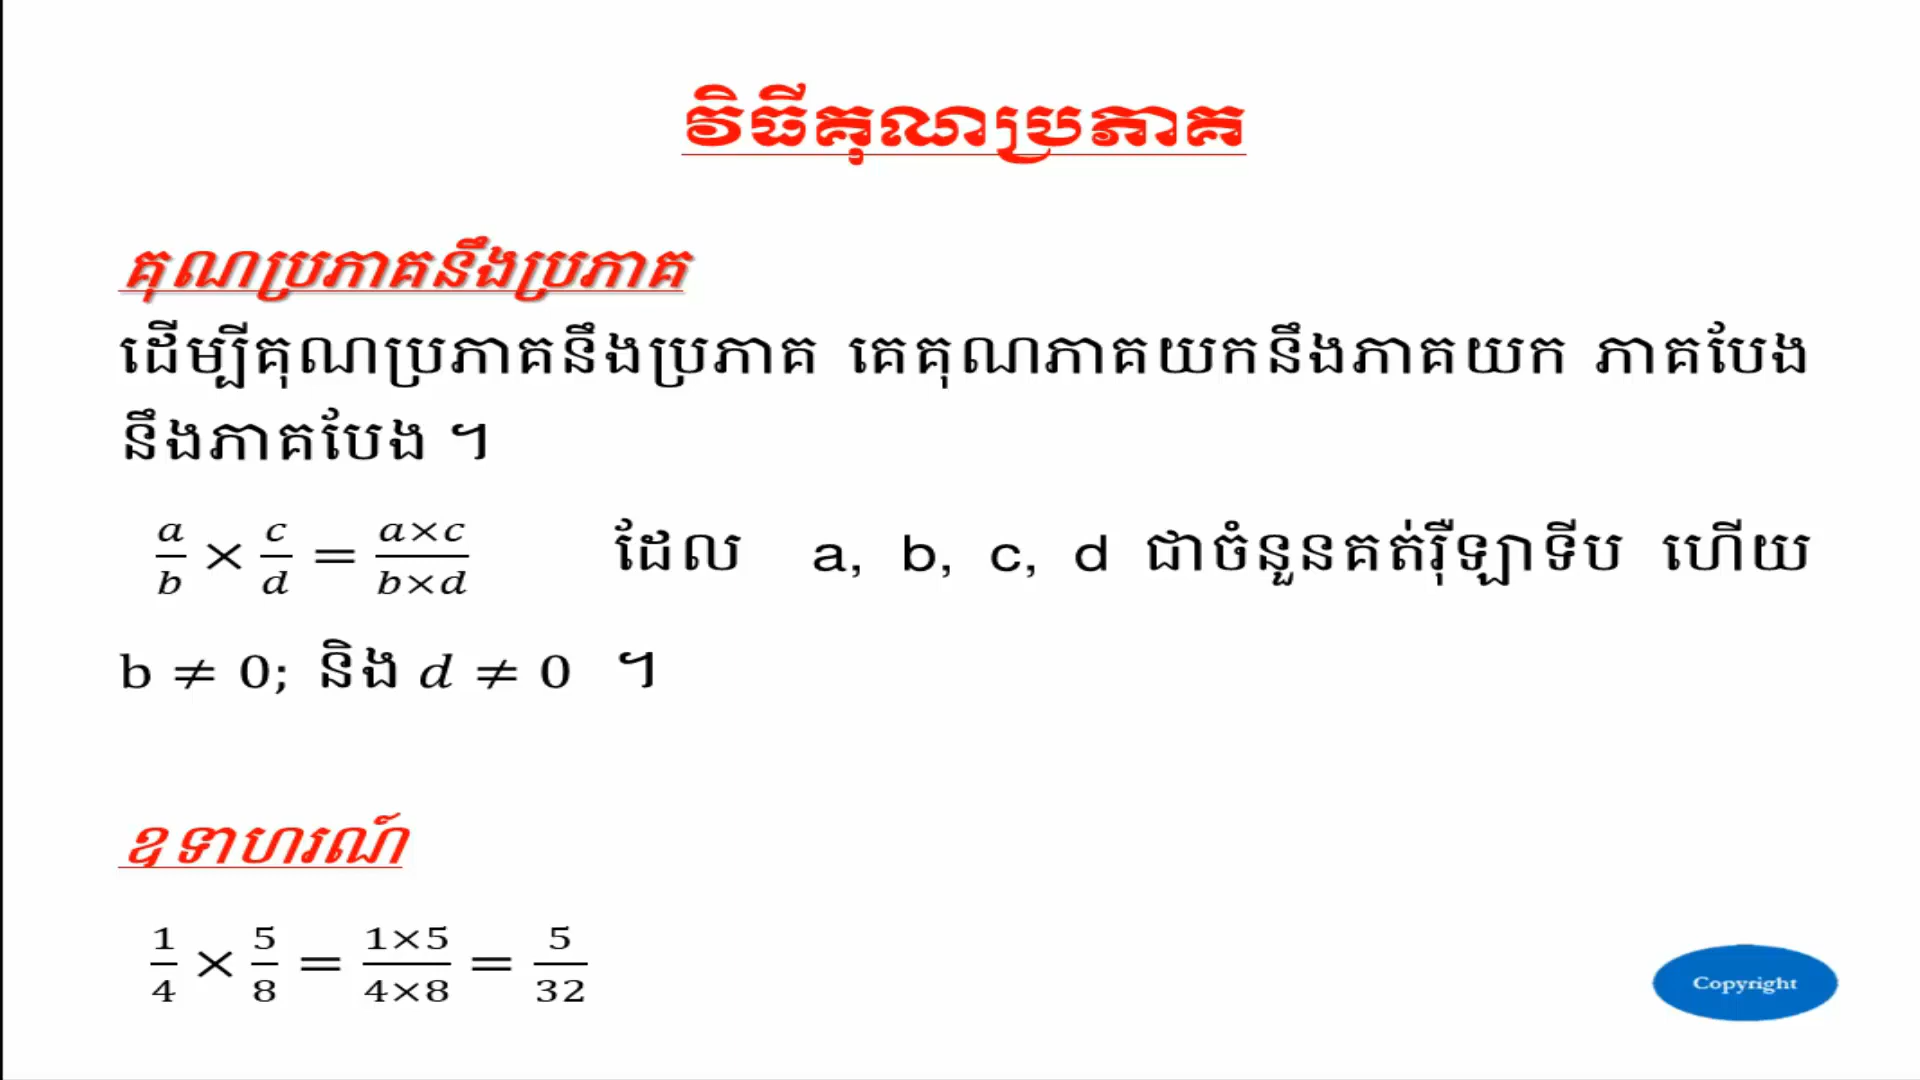 វិធីគុណប្រភាគ
គុណប្រភាគនឹងប្រភាគ
ដើម្បីគុណប្រភាគនឹងប្រភាគ គេគុណភាគយកនឹងភាគយក ភាគបែង
នឹងភាគបែង ។
a/b × c/d = a×c/b×d ដែល a, b, c, d ជាចំនួនគត់រ៉ឺឡាទីប ហើយ
b ≠ 0; និង d ≠ 0 ។
ឧទាហរណ៍
1/4 × 5/8 = 1×5/4×8 = 5/32
Copyright